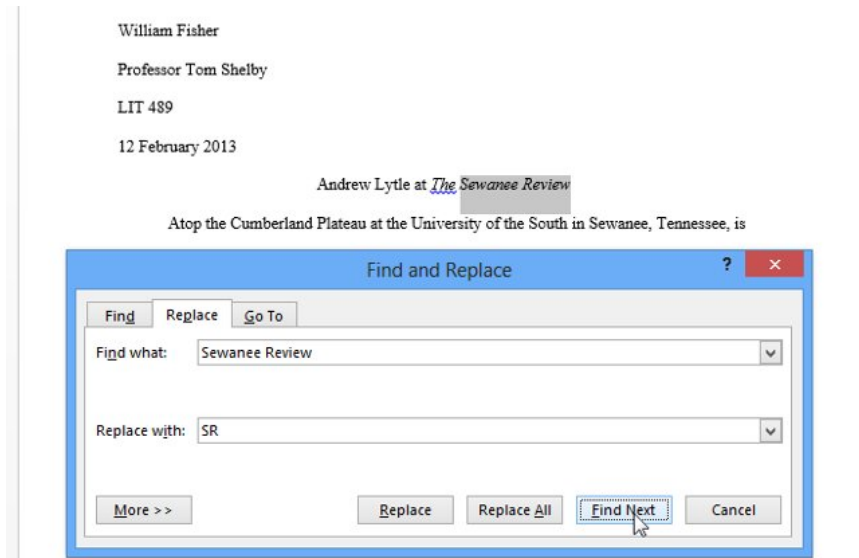 William Fisher
Professor Tom Shelby
LIT 489
12 February 2013
Andrew Lytle at The Sewanee Review
Atop the Cumberland Plateau at the University of the South in Sewanee, Tennessee, is
Find and Replace ? ×
Find Replace Go To
Find what: Sewanee Review
Replace with: SR
More >> Replace Replace All Find Next Cancel